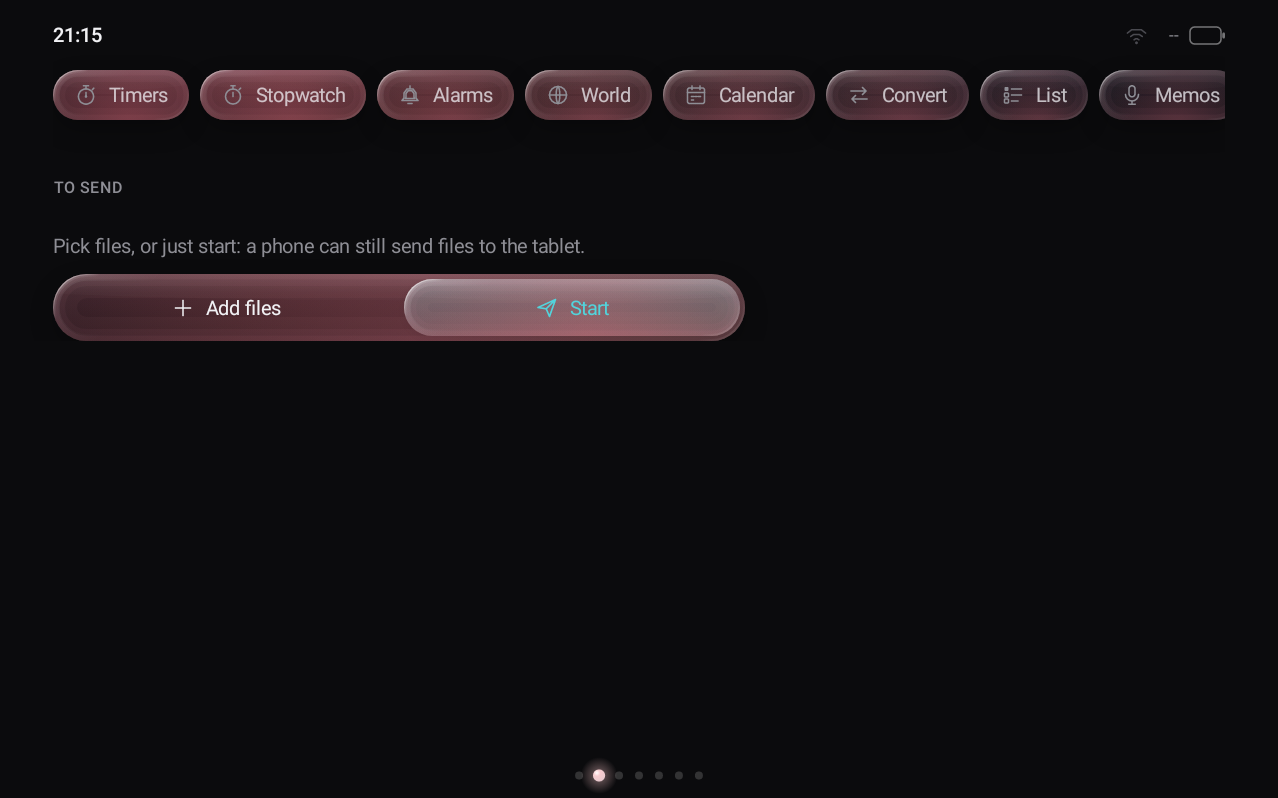 21:15
--
Timers Stopwatch Alarms World Calendar Convert List Memos
TO SEND
Pick files, or just start: a phone can still send files to the tablet.
Add files Start